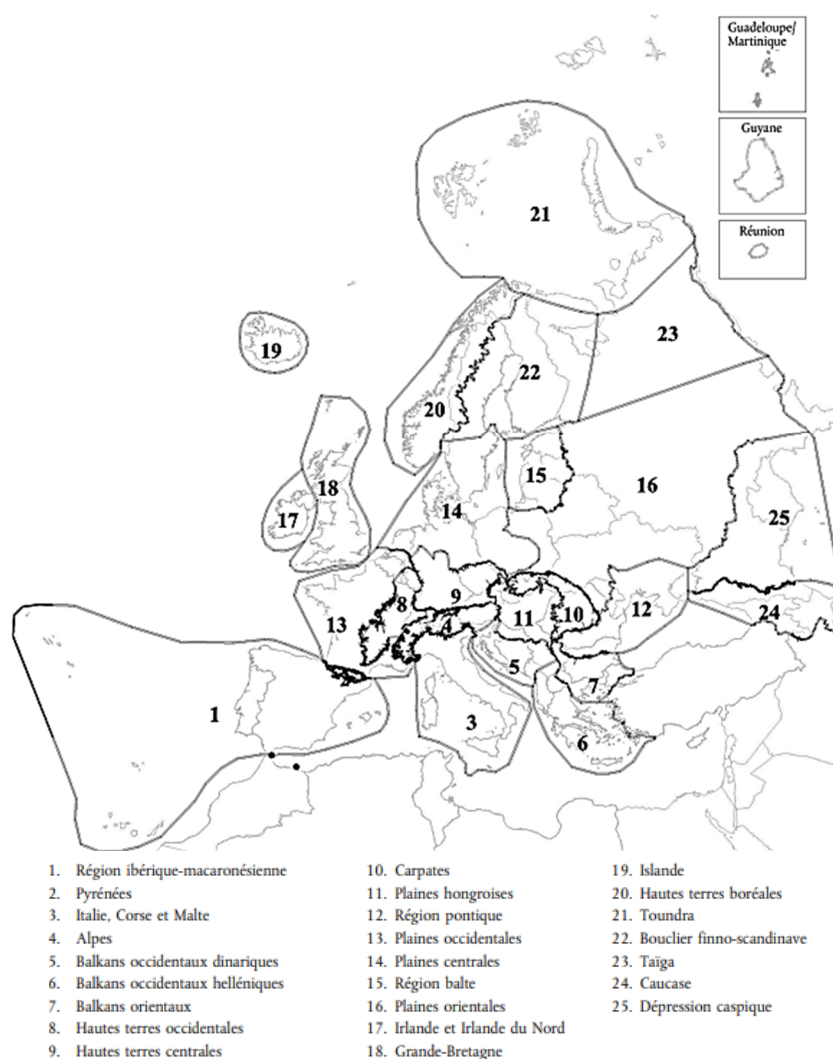 Guadeloupe/
Martinique
Guyane
Réunion
21
23
19
22
20
18
15
16
14
17
25
9
8
10
11
12
24
13
4
5
2
7
1
3
6
1. Région ibérique-macaronésienne
2. Pyrénées
3. Italie, Corse et Malte
4. Alpes
5. Balkans occidentaux dinariques
6. Balkans occidentaux helléniques
7. Balkans orientaux
8. Hautes terres occidentales
9. Hautes terres centrales
10. Carpates
11. Plaines hongroises
12. Région pontique
13. Plaines occidentales
14. Plaines centrales
15. Région balte
16. Plaines orientales
17. Irlande et Irlande du Nord
18. Grande-Bretagne
19. Islande
20. Hautes terres boréales
21. Toundra
22. Bouclier finno-scandinave
23. Taïga
24. Caucase
25. Dépression caspique